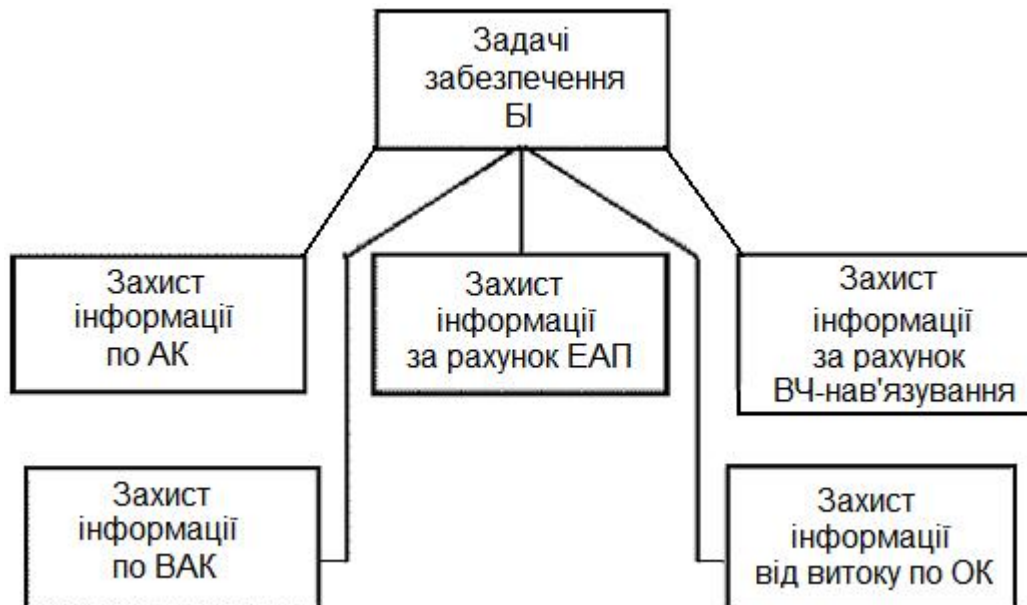 Задачі
забезпечення
БІ
Захист
інформації
по АК
Захист
інформації
за рахунок ЕАП
Захист
інформації
за рахунок
ВЧ-нав'язування
Захист
інформації
по ВАК
Захист
інформації
від витоку по ОК